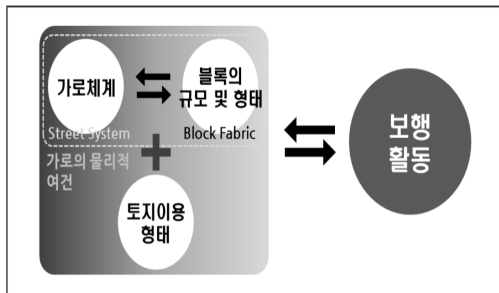 가로체계
블록의
규모 및 형태
Street System
Block Fabric
가로의 물리적
여건
토지이용
형태
보행
활동